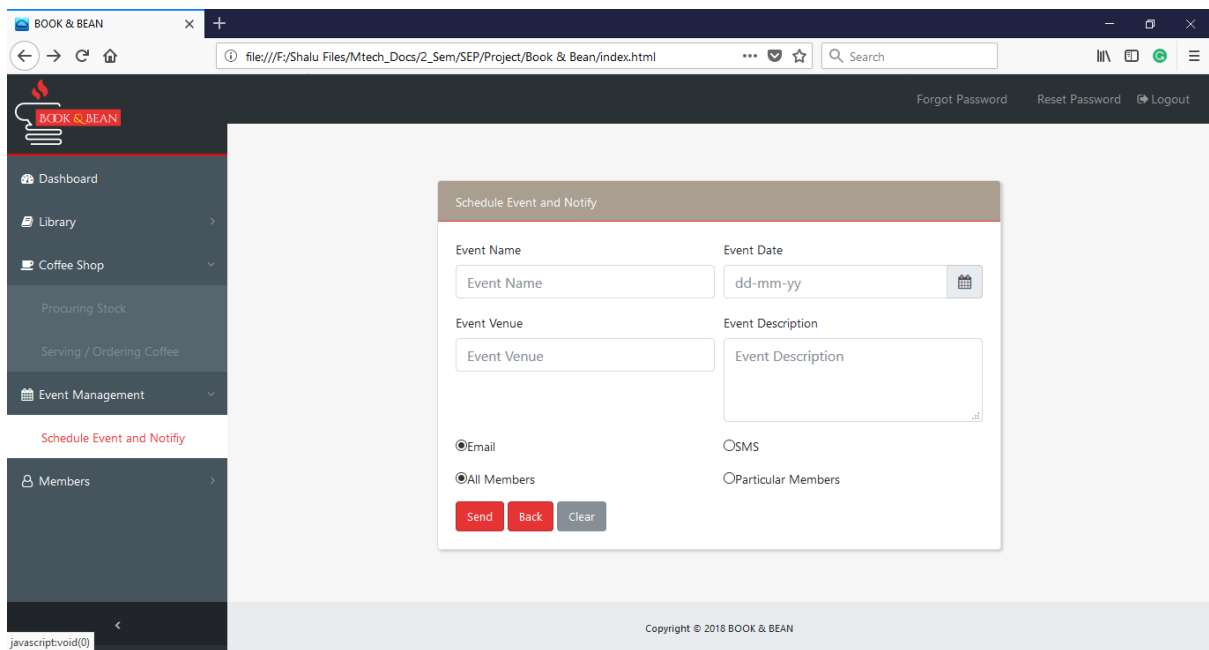 BOOK & BEAN
file:///F:/Shalu Files/Mtech_Docs/2_Sem/SEP/Project/Book & Bean/index.html
Search
BOOK & BEAN
Forgot Password Reset Password Logout
Dashboard
Library
Coffee Shop
Procuring Stock
Serving / Ordering Coffee
Event Management
Schedule Event and Notifiy
Members
Schedule Event and Notify
Event Name Event Date
Event Name dd-mm-yy
Event Venue Event Description
Event Venue Event Description
Email SMS
All Members Particular Members
Send Back Clear
Copyright © 2018 BOOK & BEAN
javascript:void(0)